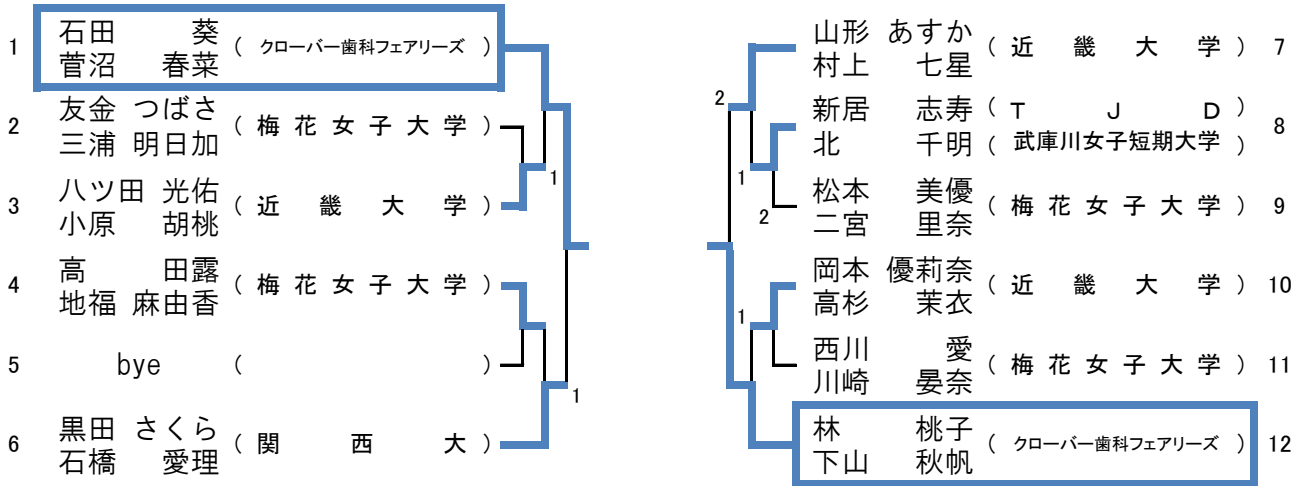 1 石田 葵 ( クローバー歯科フェアリーズ )
菅沼 春菜
2 友金 つばさ ( 梅花女子大学 )
三浦 明日加
1
3 八ツ田 光佑 ( 近畿大学 )
小原 胡桃
4 高 田露 ( 梅花女子大学 )
地福 麻由香
5 bye ( )
1
6 黒田 さくら ( 関西大 )
石橋 愛理
山形 あすか ( 近畿大学 ) 7
村上 七星
2
新居 志寿 ( TJD ) 8
北 千明 ( 武庫川女子短期大学 )
1
松本 美優 ( 梅花女子大学 ) 9
二宮 里奈
2
岡本 優莉奈 ( 近畿大学 ) 10
高杉 茉衣
1
西川 愛 ( 梅花女子大学 ) 11
川崎 晏奈
林 桃子 ( クローバー歯科フェアリーズ ) 12
下山 秋帆